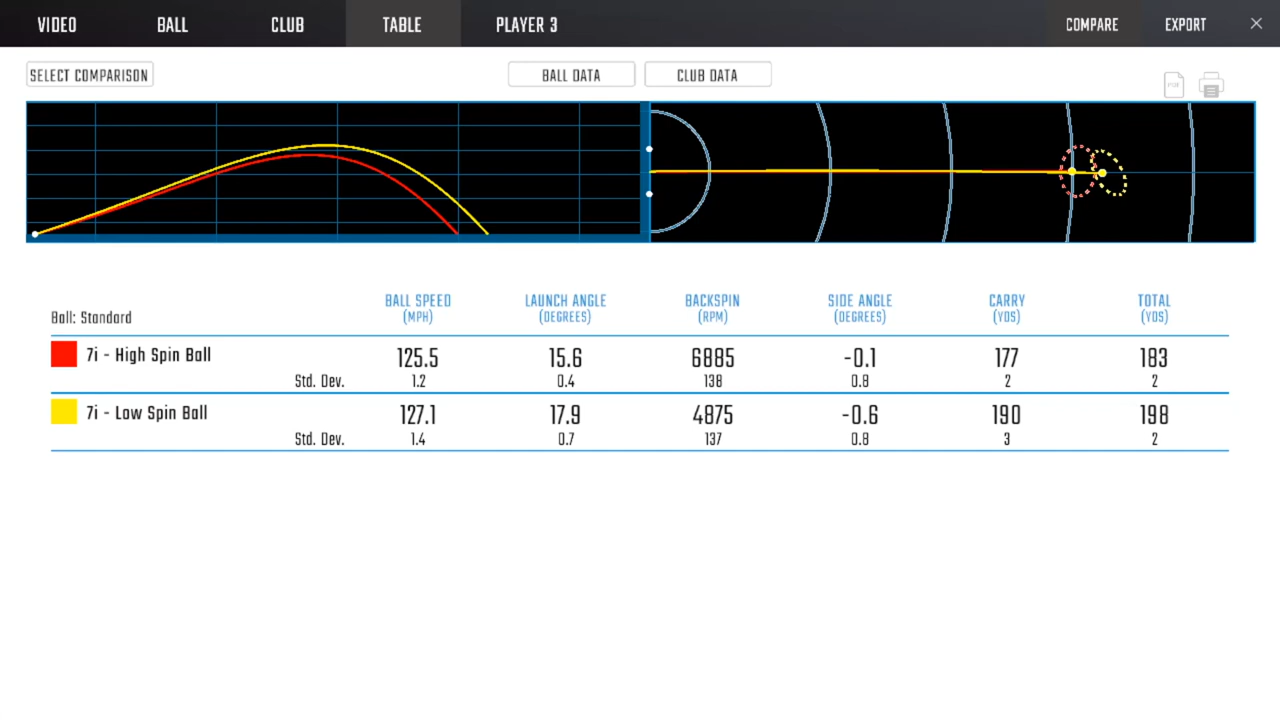 VIDEO BALL CLUB TABLE PLAYER 3 COMPARE EXPORT
SELECT COMPARISON BALL DATA CLUB DATA
BALL SPEED LAUNCH ANGLE BACKSPIN SIDE ANGLE CARRY TOTAL
Ball: Standard (MPH) (DEGREES) (RPM) (DEGREES) (YDS) (YDS)
7i - High Spin Ball 125.5 15.6 6885 -0.1 177 183
Std. Dev. 1.2 0.4 138 0.8 2 2
7i - Low Spin Ball 127.1 17.9 4875 -0.6 190 198
Std. Dev. 1.4 0.7 137 0.8 3 2